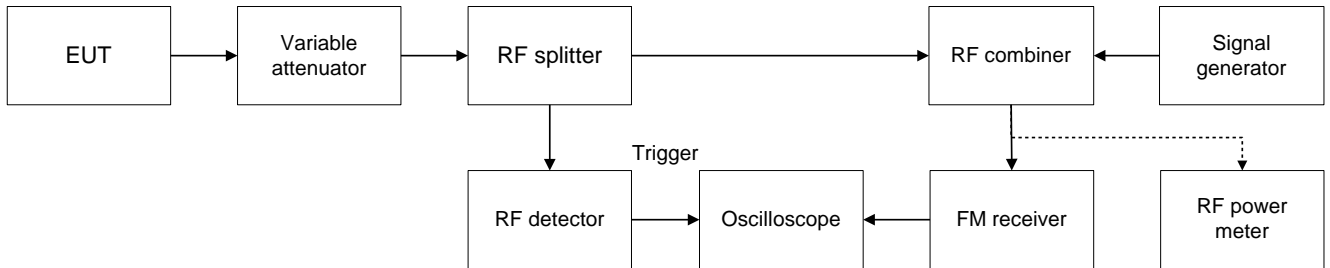 EUT
Variable
attenuator
RF splitter
RF combiner
Signal
generator
Trigger
RF detector
Oscilloscope
FM receiver
RF power
meter